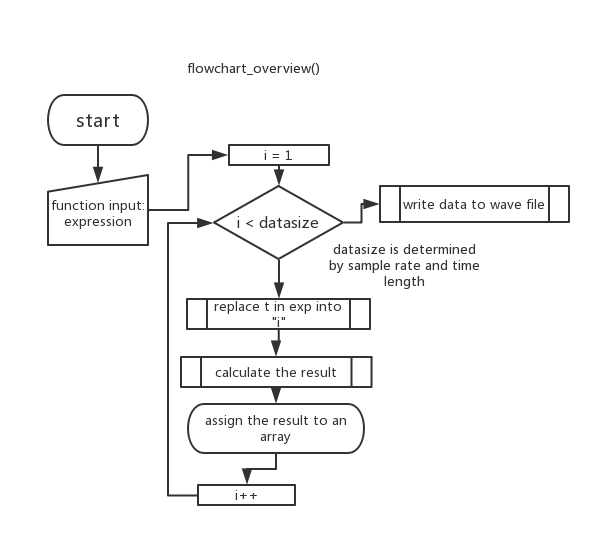 flowchart_overview()
start
function input:
expression
i = 1
i < datasize
write data to wave file
datasize is determined
by sample rate and time
length
replace t in exp into
"i"
calculate the result
assign the result to an
array
i++